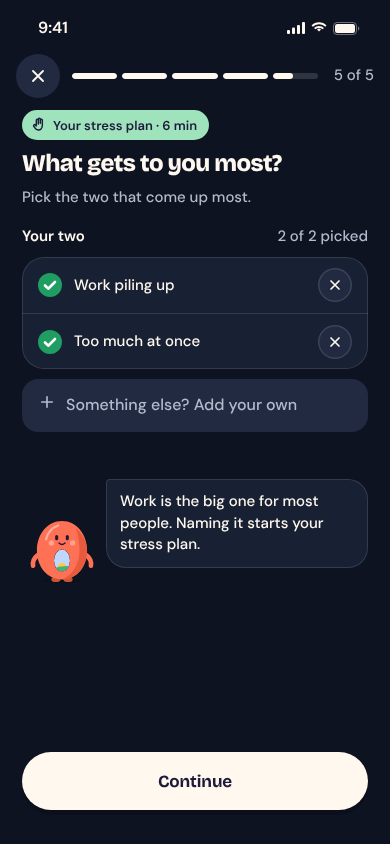 9:41
5 of 5
Your stress plan · 6 min
What gets to you most?
Pick the two that come up most.
Your two
2 of 2 picked
Work piling up
Too much at once
Something else? Add your own
Work is the big one for most
people. Naming it starts your
stress plan.
Continue